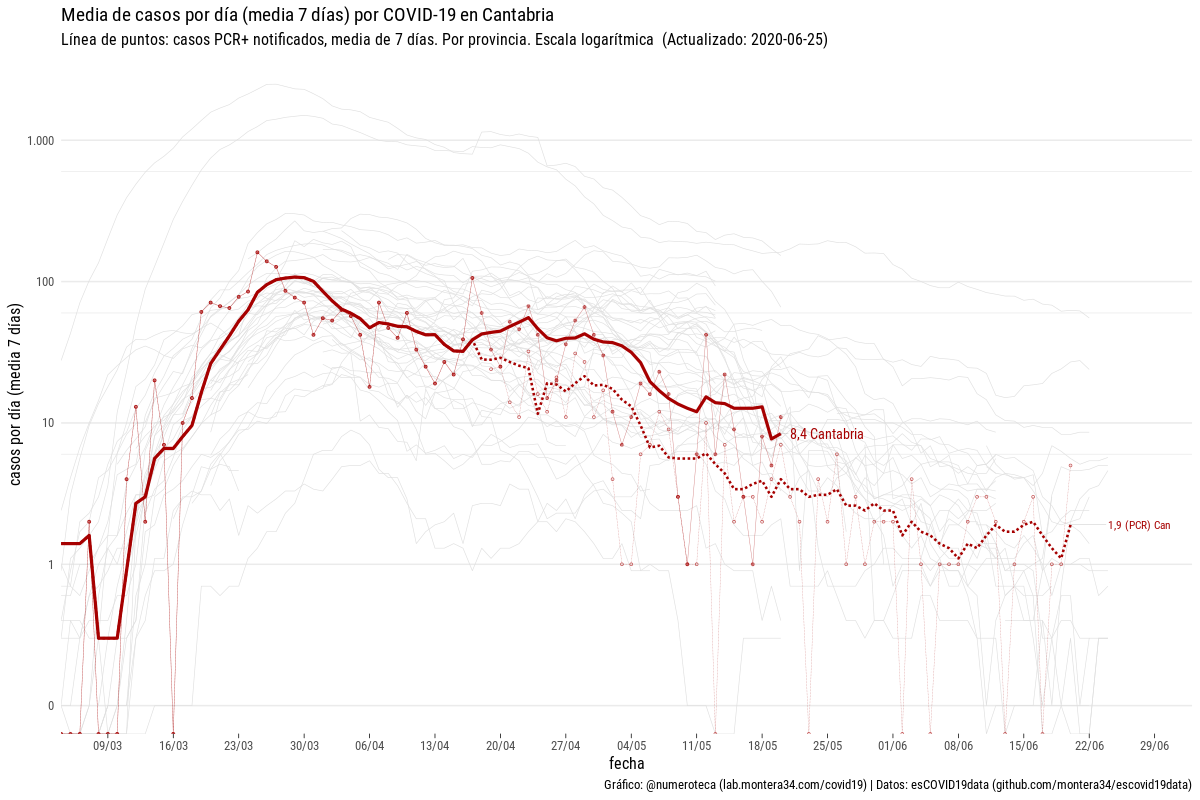 Media de casos por día (media 7 días) por COVID-19 en Cantabria
Línea de puntos: casos PCR+ notificados, media de 7 días. Por provincia. Escala logarítmica  (Actualizado: 2020-06-25)
casos por día (media 7 días)
1.000
100
10
1
0
8,4 Cantabria
1,9 (PCR) Can
09/03 16/03 23/03 30/03 06/04 13/04 20/04 27/04 04/05 11/05 18/05 25/05 01/06 08/06 15/06 22/06 29/06
fecha
Gráfico: @numeroteca (lab.montera34.com/covid19) | Datos: esCOVID19data (github.com/montera34/escovid19data)